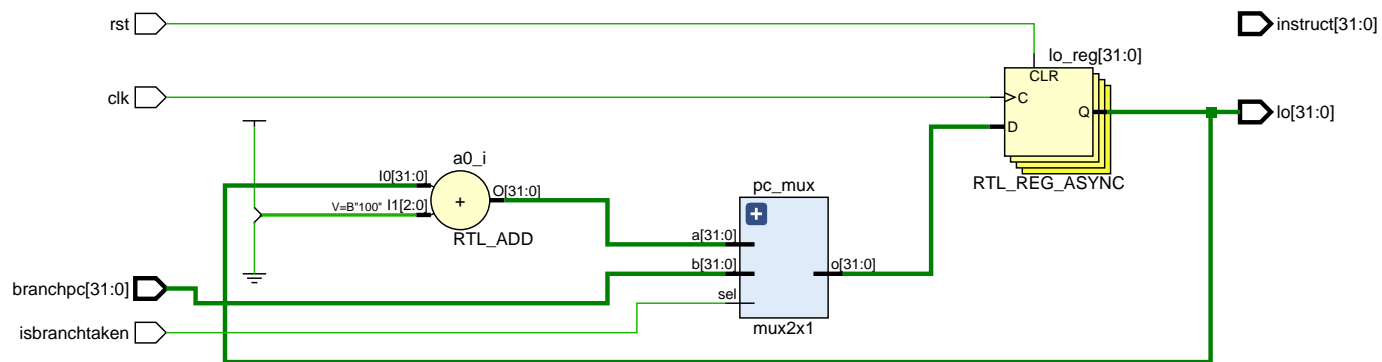 rst
instruct[31:0]
lo_reg[31:0]
CLR
clk
C
Q
lo[31:0]
D
RTL_REG_ASYNC
a0_i
I0[31:0]
O[31:0]
+
V=B"100" I1[2:0]
RTL_ADD
pc_mux
a[31:0]
b[31:0]
o[31:0]
sel
mux2x1
branchpc[31:0]
isbranchtaken